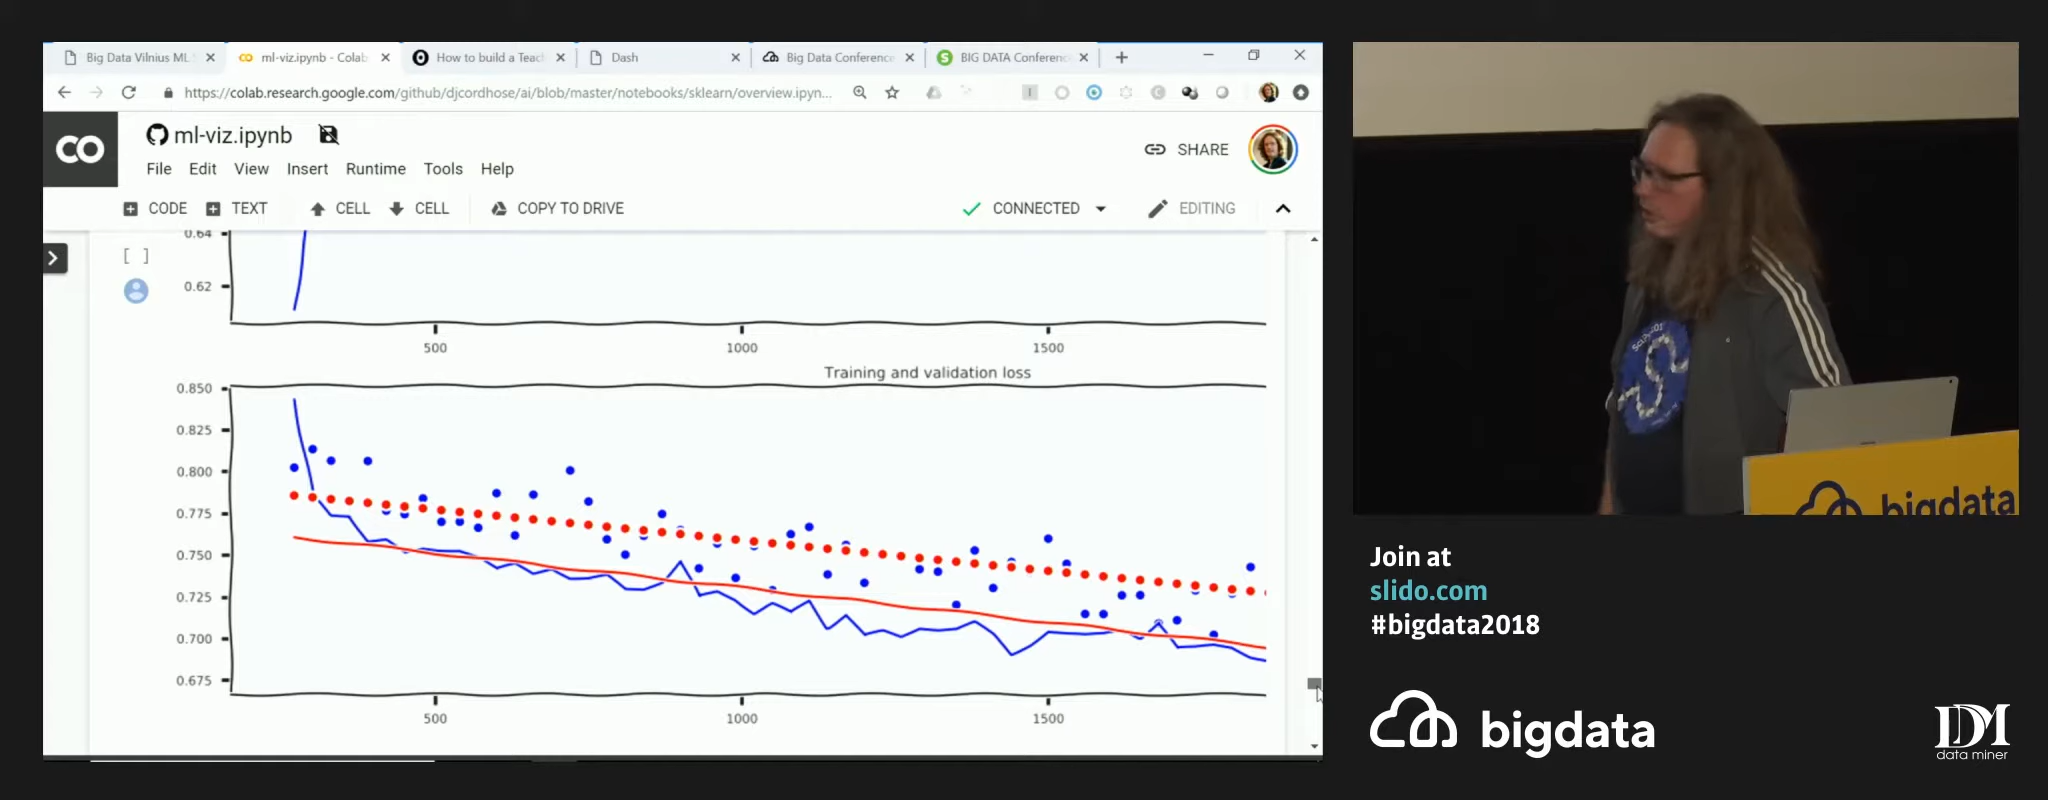 Big Data Vilnius ML
ml-viz.ipynb - Colab
How to build a Teac
Dash
Big Data Conference
BIG DATA Conferenc
https://colab.research.google.com/github/djcordhose/ai/blob/master/notebooks/sklearn/overview.ipyn...
CO
ml-viz.ipynb
SHARE
File Edit View Insert Runtime Tools Help
CODE TEXT CELL CELL COPY TO DRIVE
CONNECTED EDITING
[ ]
0.64
0.62
500 1000 1500
Training and validation loss
0.850
0.825
0.800
0.775
0.750
0.725
0.700
0.675
500 1000 1500
bigdata
Join at
slido.com
#bigdata2018
bigdata
DM
data miner